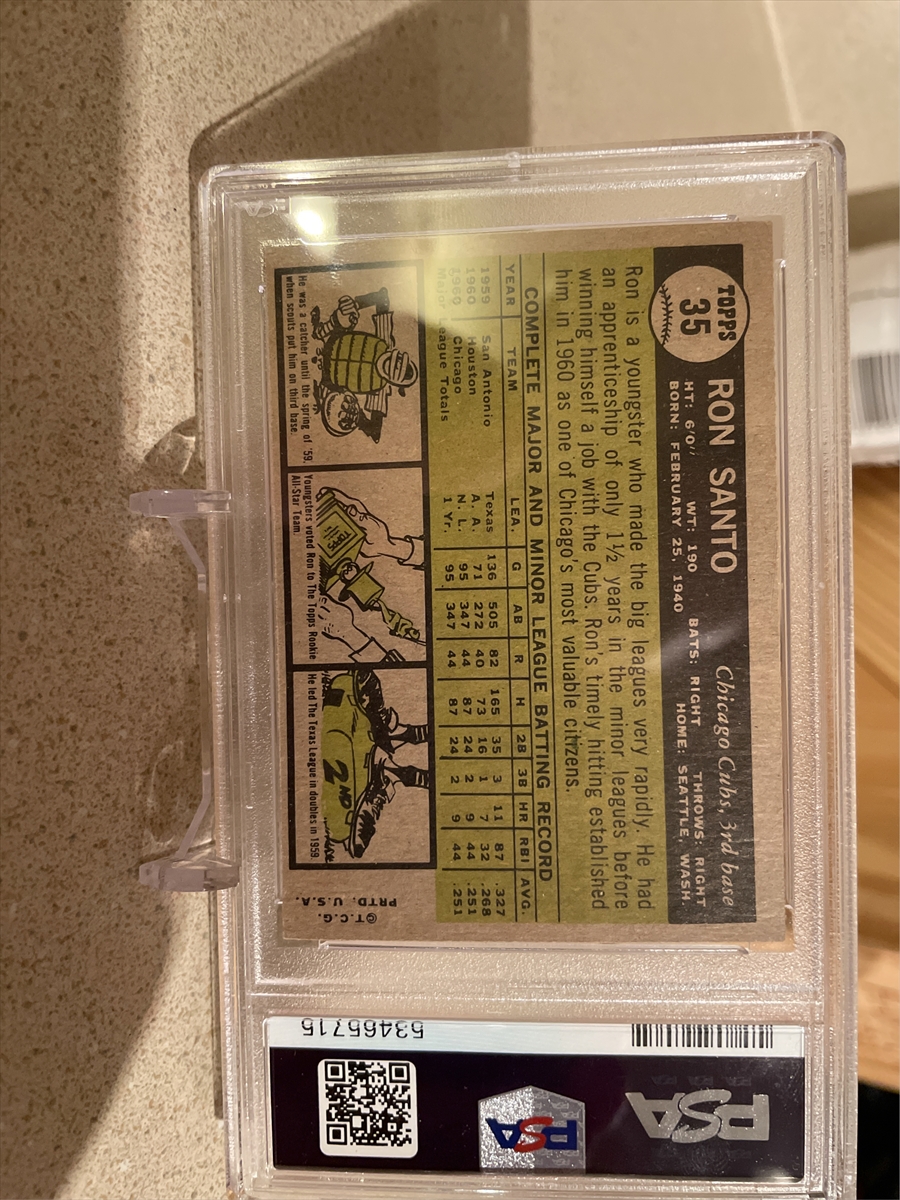 TOPPS
35
RON SANTO
Chicago Cubs, 3rd base
HT: 6'0" WT: 190 BATS: RIGHT THROWS: RIGHT
BORN: FEBRUARY 25, 1940 HOME: SEATTLE, WASH.
Ron is a youngster who made the big leagues very rapidly. He had
an apprenticeship of only 1½ years in the minor leagues before
winning himself a job with the Cubs. Ron's timely hitting established
him in 1960 as one of Chicago's most valuable citizens.
COMPLETE MAJOR AND MINOR LEAGUE BATTING RECORD
YEAR TEAM LEA. G AB R H 2B 3B HR RBI AVG.
1959 San Antonio Texas 136 505 82 165 35 3 11 87 .327
1960 Houston A. A. 71 272 40 73 16 1 7 32 .268
1960 Chicago N. L. 95 347 44 87 24 2 9 44 .251
Major League Totals 1 Yr. 95 347 44 87 24 2 9 44 .251
TOPPS
2ND
He was a catcher until the spring of '59,
when scouts put him on third base.
Youngsters voted Ron to The Topps Rookie
All-Star Team
He led The Texas League in doubles in 1959.
©T.C.G.
PRTD. U.S.A.
53465715
PSA
PSA